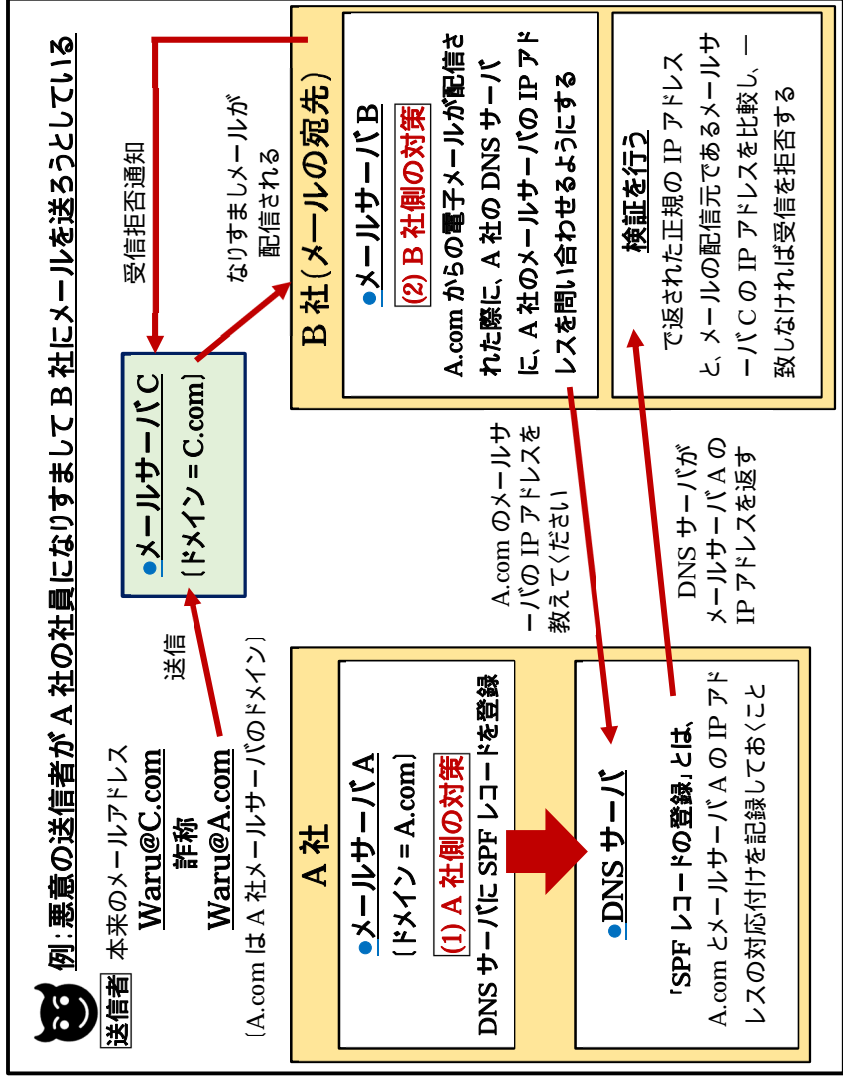 例：悪意の送信者が A 社の社員になりすまして B 社にメールを送ろうとしている
送信者 本来のメールアドレス
Waru@C.com
詐称
Waru@A.com
〔A.com は A 社メールサーバのドメイン〕
送信
●メールサーバ C
〔ドメイン = C.com〕
受信拒否通知
なりすましメールが
配信される
A 社
●メールサーバ A
〔ドメイン = A.com〕
(1) A 社側の対策
DNS サーバに SPF レコードを登録
●DNS サーバ
「SPF レコードの登録」とは、
A.com とメールサーバ A の IP アド
レスの対応付けを記録しておくこと
A.com のメールサ
ーバの IP アドレスを
教えてください
DNS サーバが
メールサーバ A の
IP アドレスを返す
B 社(メールの宛先)
●メールサーバ B
(2) B 社側の対策
A.com からの電子メールが配信さ
れた際に、A 社の DNS サーバ
に、A 社のメールサーバの IP アド
レスを問い合わせるようにする
検証を行う
で返された正規の IP アドレス
と、メールの配信元であるメールサ
ーバ C の IP アドレスを比較し、一
致しなければ受信を拒否する